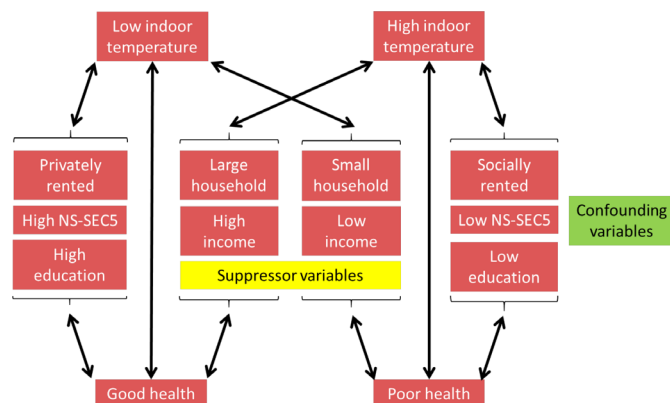 Low indoor
temperature
High indoor
temperature
Privately
rented
High NS-SEC5
High
education
Large
household
High
income
Small
household
Low
income
Suppressor variables
Socially
rented
Low NS-SEC5
Low
education
Confounding
variables
Good health
Poor health